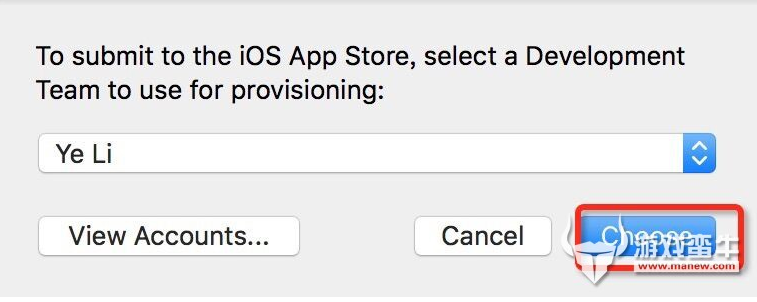 To submit to the iOS App Store, select a Development
Team to use for provisioning:
Ye Li
View Accounts...
Cancel
Choose
游戏蛮牛
www.manew.com